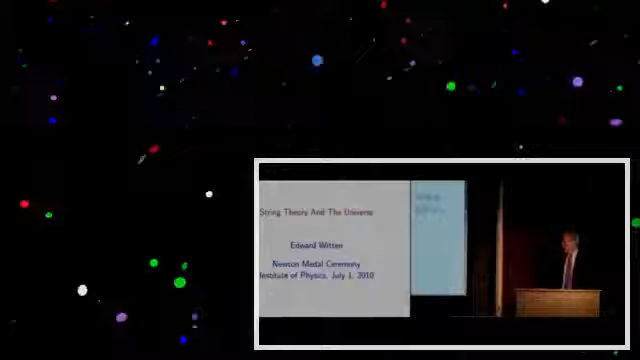 String Theory And The Universe
Edward Witten
Newton Medal Ceremony
Institute of Physics, July 1, 2010